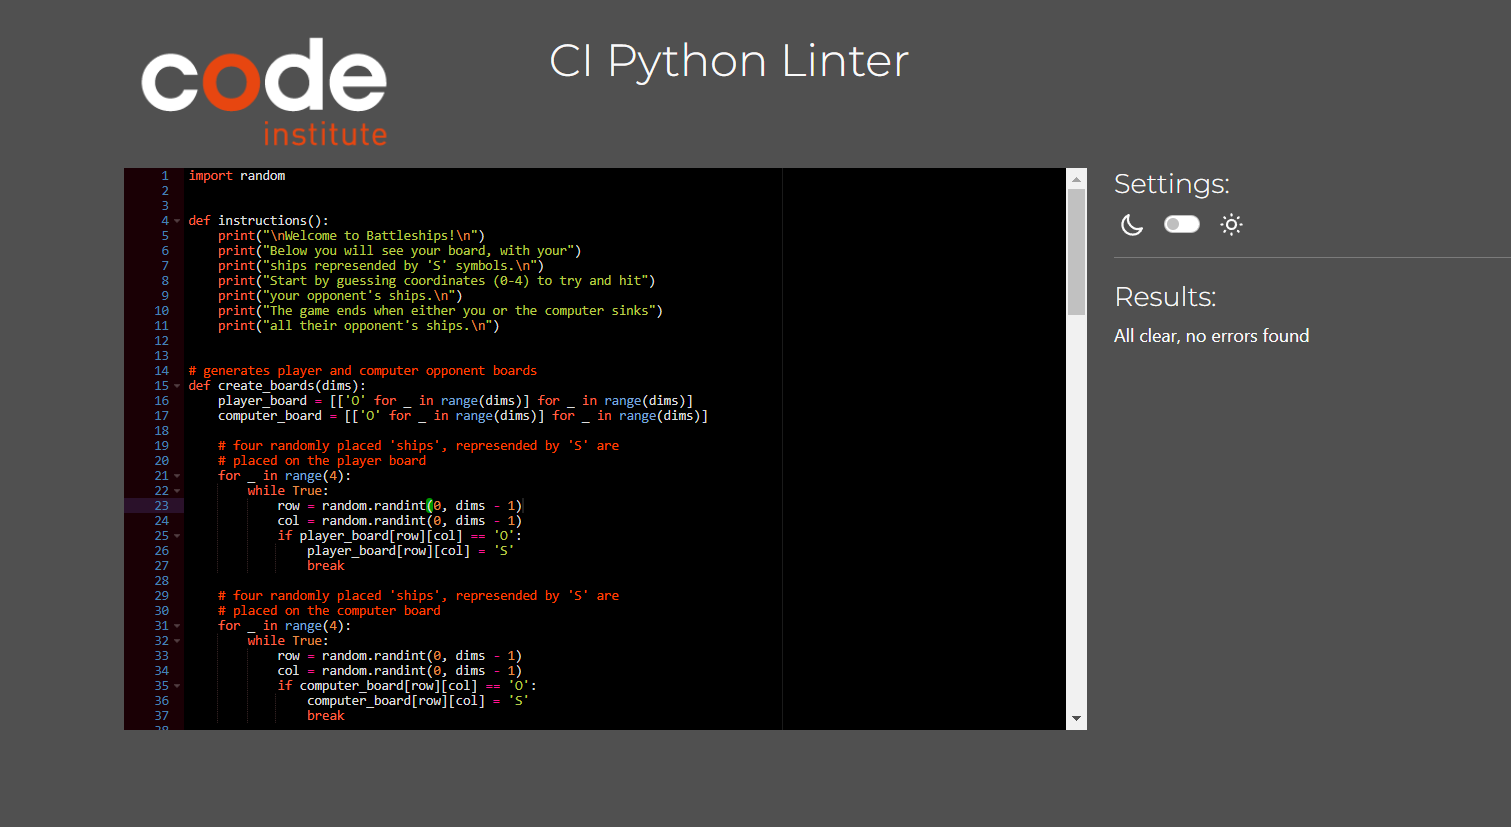 code
institute
CI Python Linter
1 import random
2
3
4 def instructions():
5     print("\nWelcome to Battleships!\n")
6     print("Below you will see your board, with your")
7     print("ships represended by 'S' symbols.\n")
8     print("Start by guessing coordinates (0-4) to try and hit")
9     print("your opponent's ships.\n")
10     print("The game ends when either you or the computer sinks")
11     print("all their opponent's ships.\n")
12
13
14 # generates player and computer opponent boards
15 def create_boards(dims):
16     player_board = [['O' for _ in range(dims)] for _ in range(dims)]
17     computer_board = [['O' for _ in range(dims)] for _ in range(dims)]
18
19     # four randomly placed 'ships', represended by 'S' are
20     # placed on the player board
21     for _ in range(4):
22         while True:
23             row = random.randint(0, dims - 1)
24             col = random.randint(0, dims - 1)
25             if player_board[row][col] == 'O':
26                 player_board[row][col] = 'S'
27                 break
28
29     # four randomly placed 'ships', represended by 'S' are
30     # placed on the computer board
31     for _ in range(4):
32         while True:
33             row = random.randint(0, dims - 1)
34             col = random.randint(0, dims - 1)
35             if computer_board[row][col] == 'O':
36                 computer_board[row][col] = 'S'
37                 break
38
Settings:
Results:
All clear, no errors found